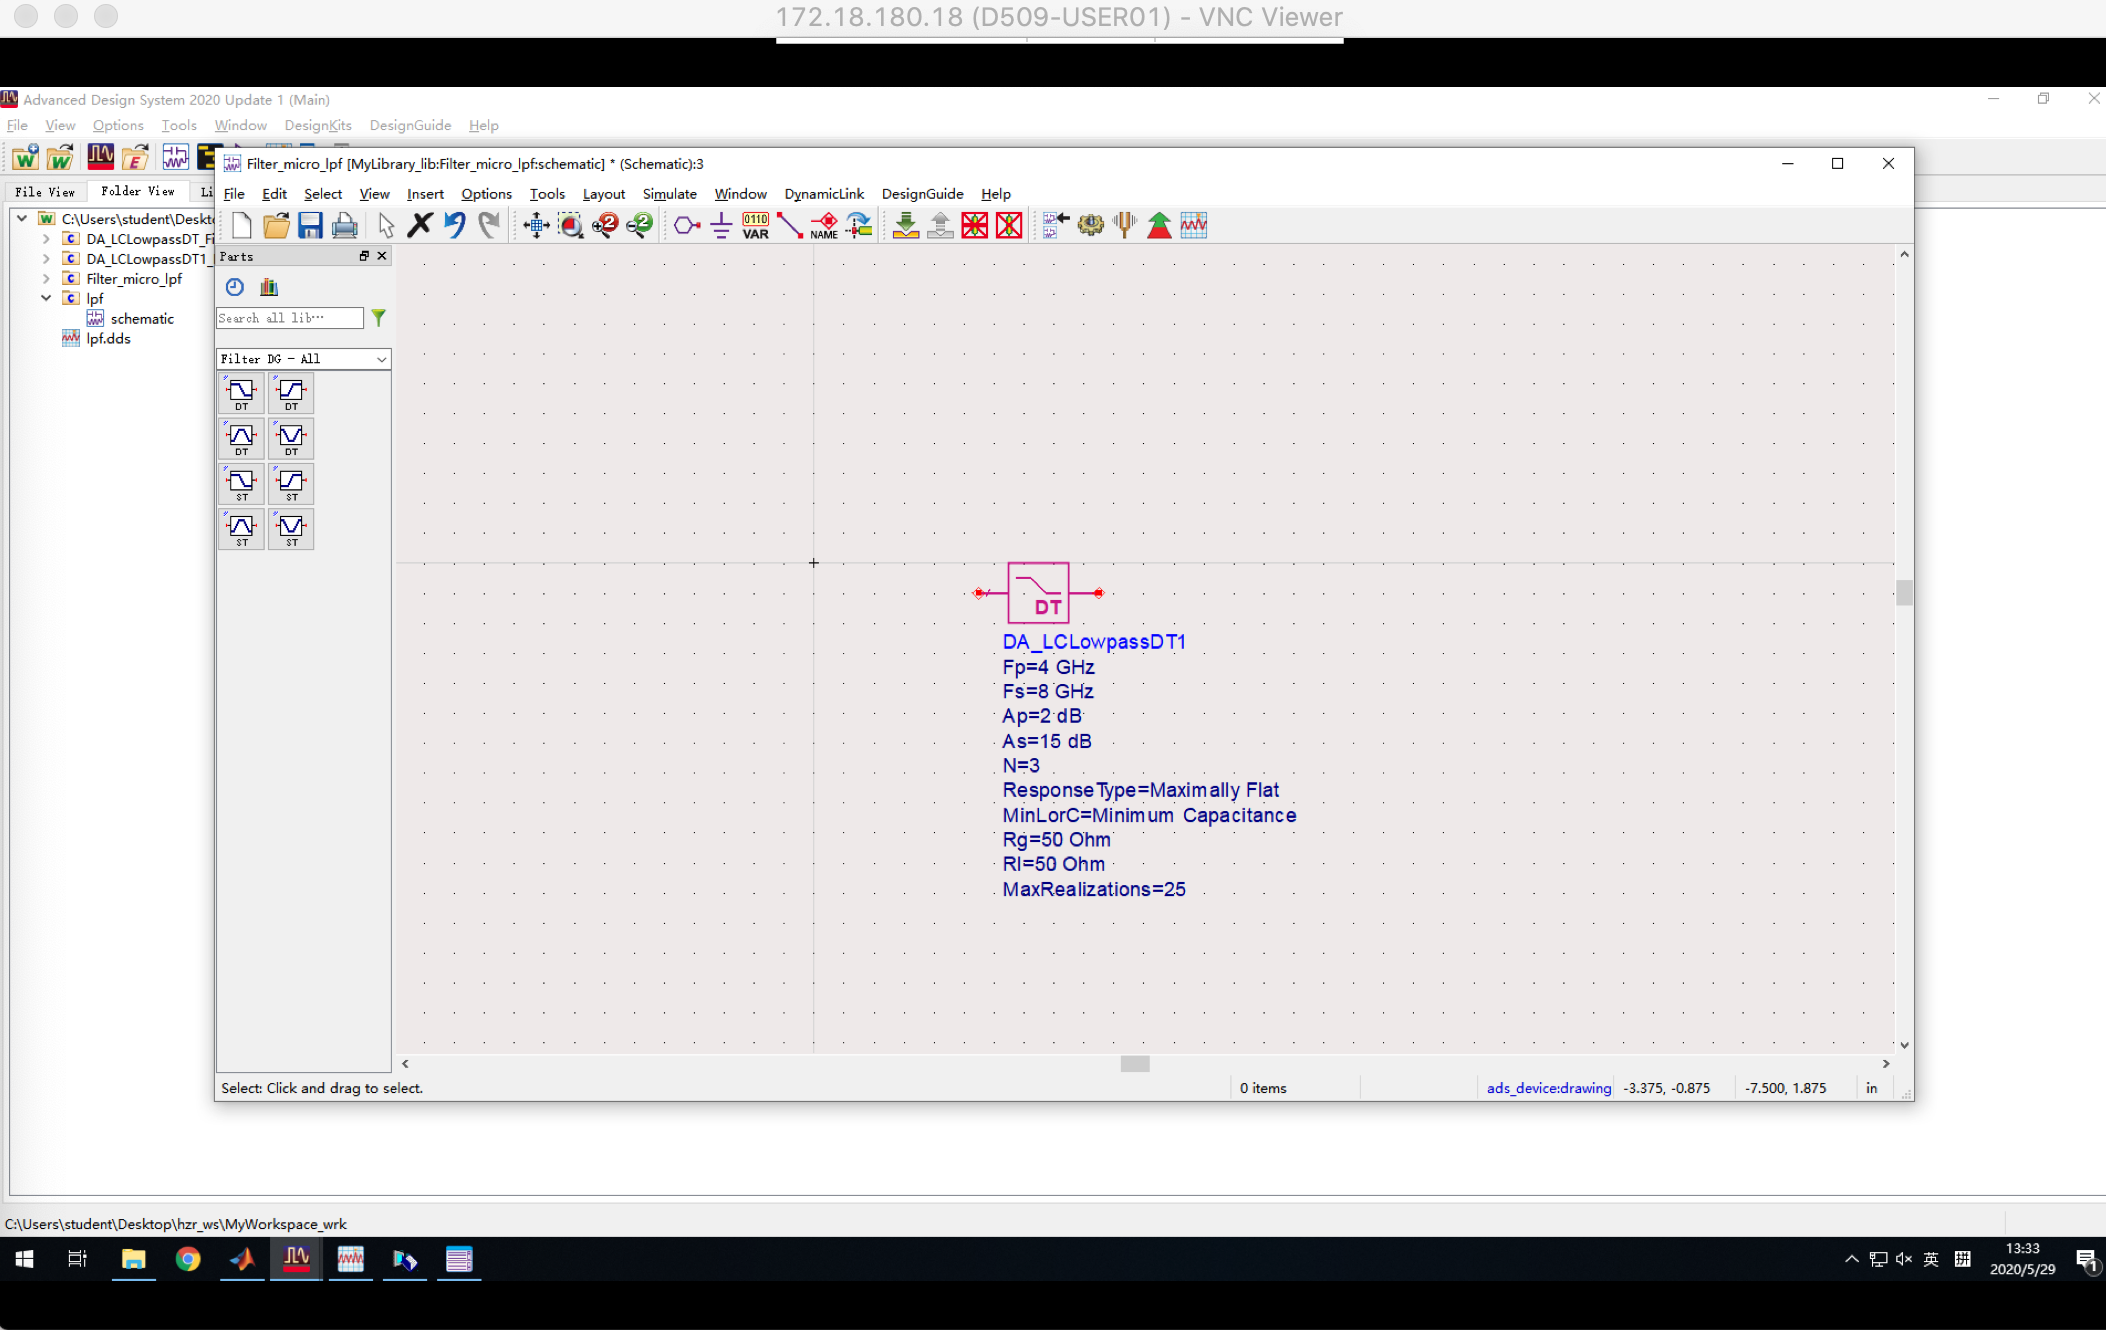 172.18.180.18 (D509-USER01) - VNC Viewer
Advanced Design System 2020 Update 1 (Main)
File View Options Tools Window DesignKits DesignGuide Help
Filter_micro_lpf [MyLibrary_lib:Filter_micro_lpf:schematic] * (Schematic):3
File Edit Select View Insert Options Tools Layout Simulate Window DynamicLink DesignGuide Help
File View Folder View Li
C:\Users\student\Deskt
DA_LCLowpassDT_Fi
DA_LCLowpassDT1_
Filter_micro_lpf
lpf
schematic
lpf.dds
0110
VAR
NAME
Parts
Search all lib…
Filter DG - All
DT DT
DT DT
ST ST
ST ST
DT
DA_LCLowpassDT1
Fp=4 GHz
Fs=8 GHz
Ap=2 dB
As=15 dB
N=3
ResponseType=Maximally Flat
MinLorC=Minimum Capacitance
Rg=50 Ohm
Rl=50 Ohm
MaxRealizations=25
Select: Click and drag to select.
0 items
ads_device:drawing
-3.375, -0.875
-7.500, 1.875
in
C:\Users\student\Desktop\hzr_ws\MyWorkspace_wrk
英 拼
13:33
2020/5/29
1